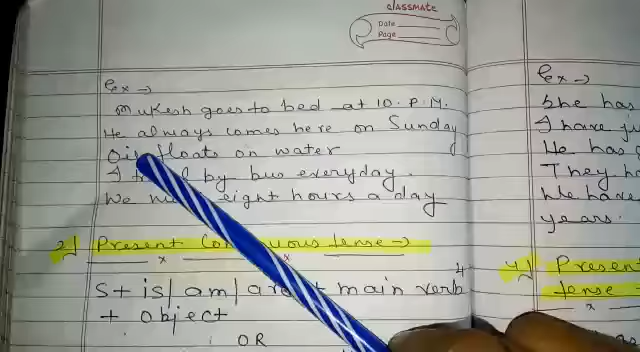 classmate
Date
Page
Ex →
Mukesh goes to bed at 10. P.M.
He always comes here on Sunday
Oil floats on water
I by bus everyday.
We eight hours a day
2) Present tense →
S + is | am | are + main verb 4
+ object
OR
Ex →
She has
I have
He has
They
We have
years.
4) Present
tense